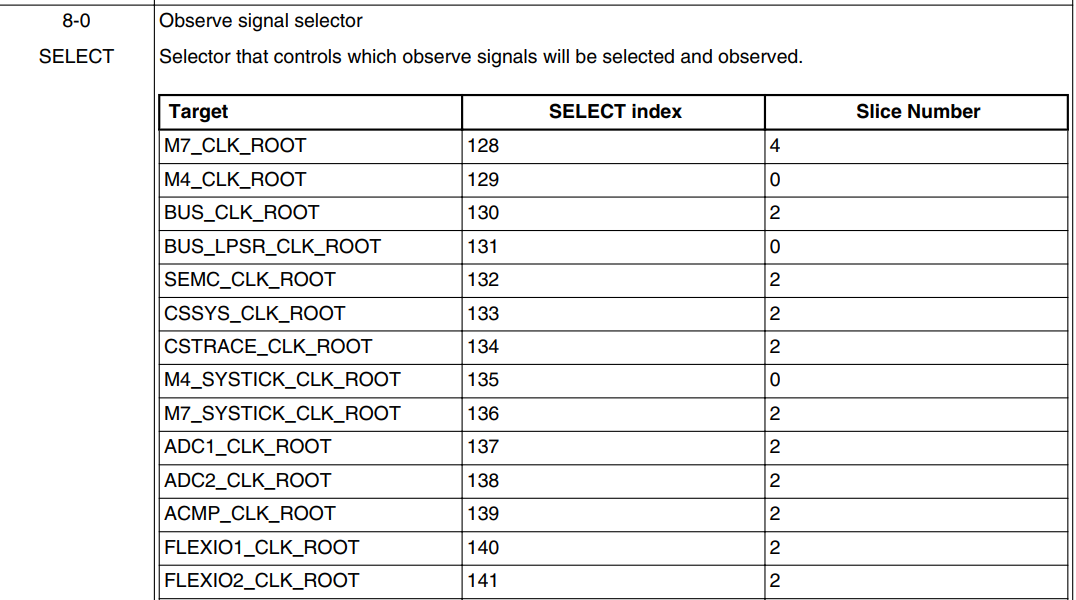 8-0 Observe signal selector
SELECT Selector that controls which observe signals will be selected and observed.
Target SELECT index Slice Number
M7_CLK_ROOT 128 4
M4_CLK_ROOT 129 0
BUS_CLK_ROOT 130 2
BUS_LPSR_CLK_ROOT 131 0
SEMC_CLK_ROOT 132 2
CSSYS_CLK_ROOT 133 2
CSTRACE_CLK_ROOT 134 2
M4_SYSTICK_CLK_ROOT 135 0
M7_SYSTICK_CLK_ROOT 136 2
ADC1_CLK_ROOT 137 2
ADC2_CLK_ROOT 138 2
ACMP_CLK_ROOT 139 2
FLEXIO1_CLK_ROOT 140 2
FLEXIO2_CLK_ROOT 141 2